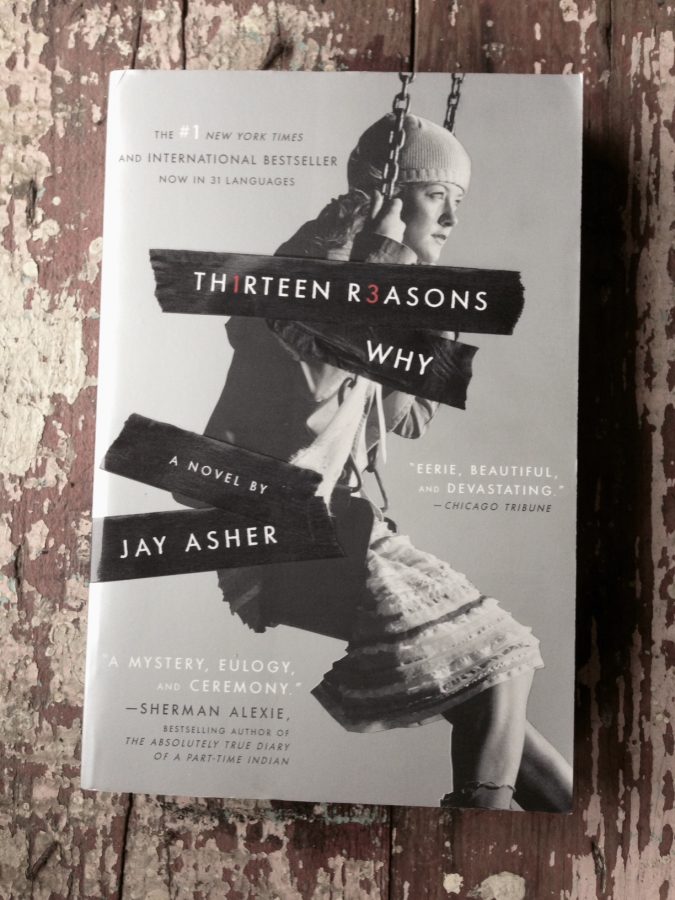 THE #1 NEW YORK TIMES
AND INTERNATIONAL BESTSELLER
NOW IN 31 LANGUAGES
TH1RTEEN R3ASONS
WHY
A NOVEL BY
JAY ASHER
"EERIE, BEAUTIFUL,
AND DEVASTATING."
—CHICAGO TRIBUNE
"A MYSTERY, EULOGY,
AND CEREMONY."
—SHERMAN ALEXIE,
BESTSELLING AUTHOR OF
THE ABSOLUTELY TRUE DIARY
OF A PART-TIME INDIAN